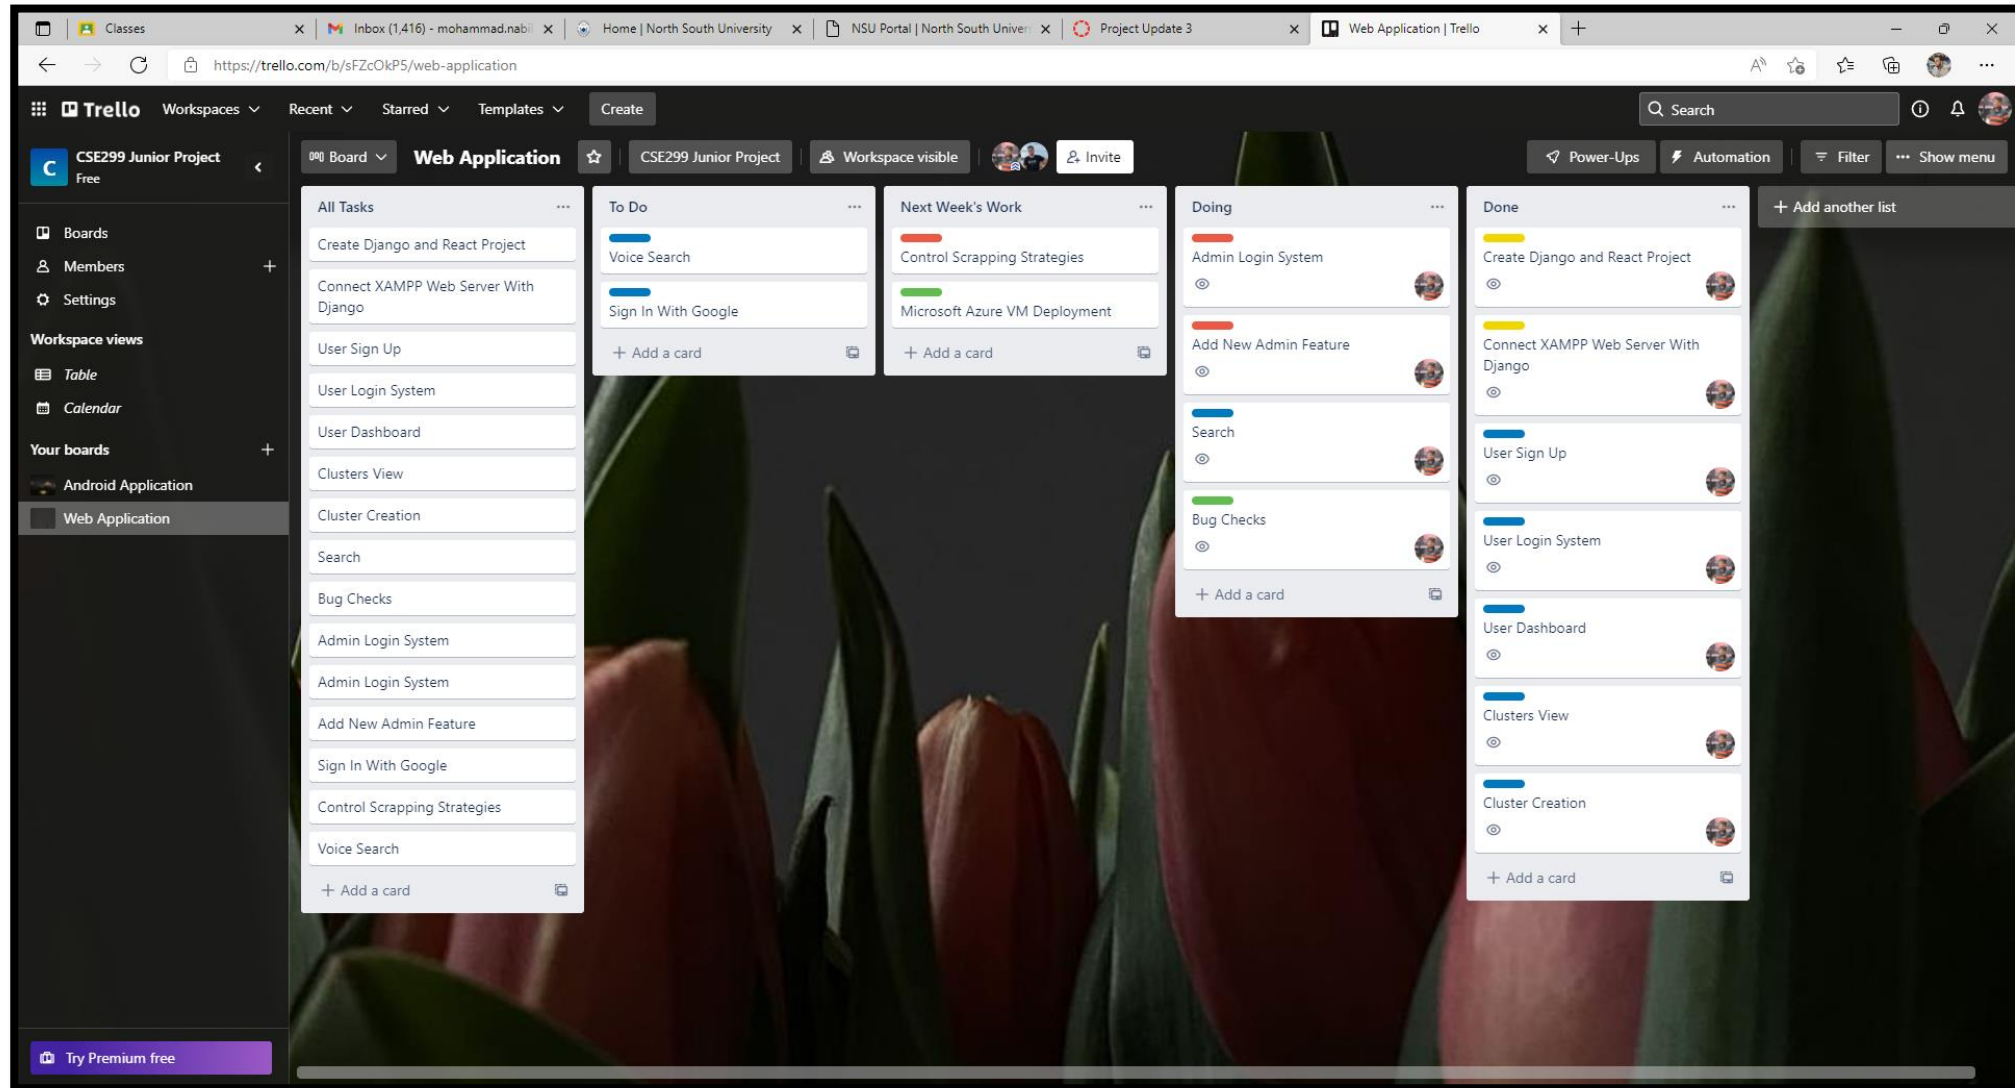 Classes
Inbox (1,416) - mohammad.nabi
Home | North South University
NSU Portal | North South Univer
Project Update 3
Web Application | Trello
https://trello.com/b/sFZcOkP5/web-application
Trello
Workspaces
Recent
Starred
Templates
Create
Search
C
CSE299 Junior Project
Free
Board
Web Application
CSE299 Junior Project
Workspace visible
Invite
Power-Ups
Automation
Filter
Show menu
Boards
Members
Settings
Workspace views
Table
Calendar
Your boards
Android Application
Web Application
Try Premium free
All Tasks
Create Django and React Project
Connect XAMPP Web Server With
Django
User Sign Up
User Login System
User Dashboard
Clusters View
Cluster Creation
Search
Bug Checks
Admin Login System
Admin Login System
Add New Admin Feature
Sign In With Google
Control Scrapping Strategies
Voice Search
+ Add a card
To Do
Voice Search
Sign In With Google
+ Add a card
Next Week's Work
Control Scrapping Strategies
Microsoft Azure VM Deployment
+ Add a card
Doing
Admin Login System
Add New Admin Feature
Search
Bug Checks
+ Add a card
Done
Create Django and React Project
Connect XAMPP Web Server With
Django
User Sign Up
User Login System
User Dashboard
Clusters View
Cluster Creation
+ Add a card
+ Add another list